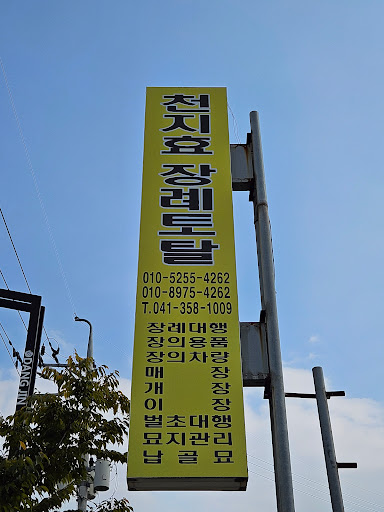 천지효 장례토탈
010-5255-4262
010-8975-4262
T.041-358-1009
장례대행
장의용품
장의차량
매장
개장
이장
벌초대행
묘지관리
납골묘
DANGJIN